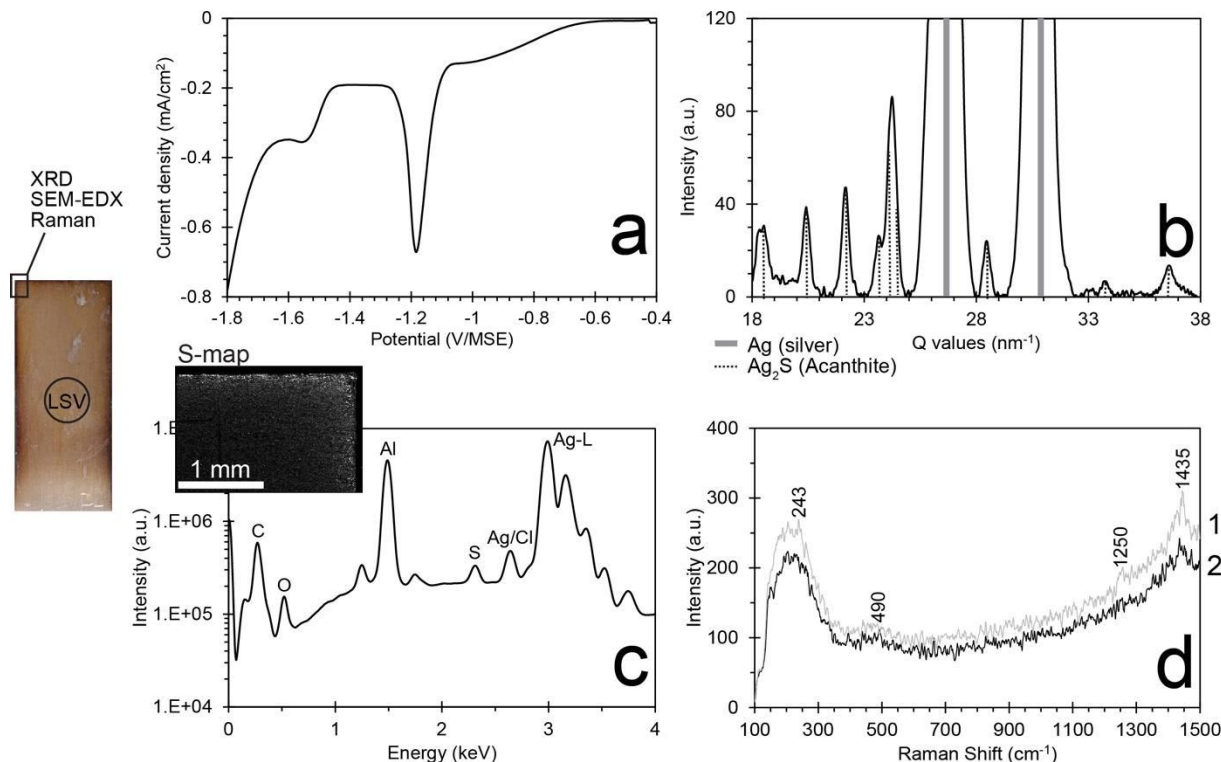 XRD
SEM-EDX
Raman
LSV
0
-0.2
-0.4
-0.6
-0.8
Current density (mA/cm²)
-1.8 -1.6 -1.4 -1.2 -1.0 -0.8 -0.6 -0.4
Potential (V/MSE)
a
120
80
40
0
Intensity (a.u.)
18 23 28 33 38
Q values (nm⁻¹)
b
Ag (silver)
Ag₂S (Acanthite)
S-map
1 mm
1.E+06
1.E+05
1.E+04
Intensity (a.u.)
C
O
Al
S
Ag/Cl
Ag-L
0 1 2 3 4
Energy (keV)
c
400
300
200
100
0
Intensity (a.u.)
243
490
1250
1435
1
2
100 300 500 700 900 1100 1300 1500
Raman Shift (cm⁻¹)
d